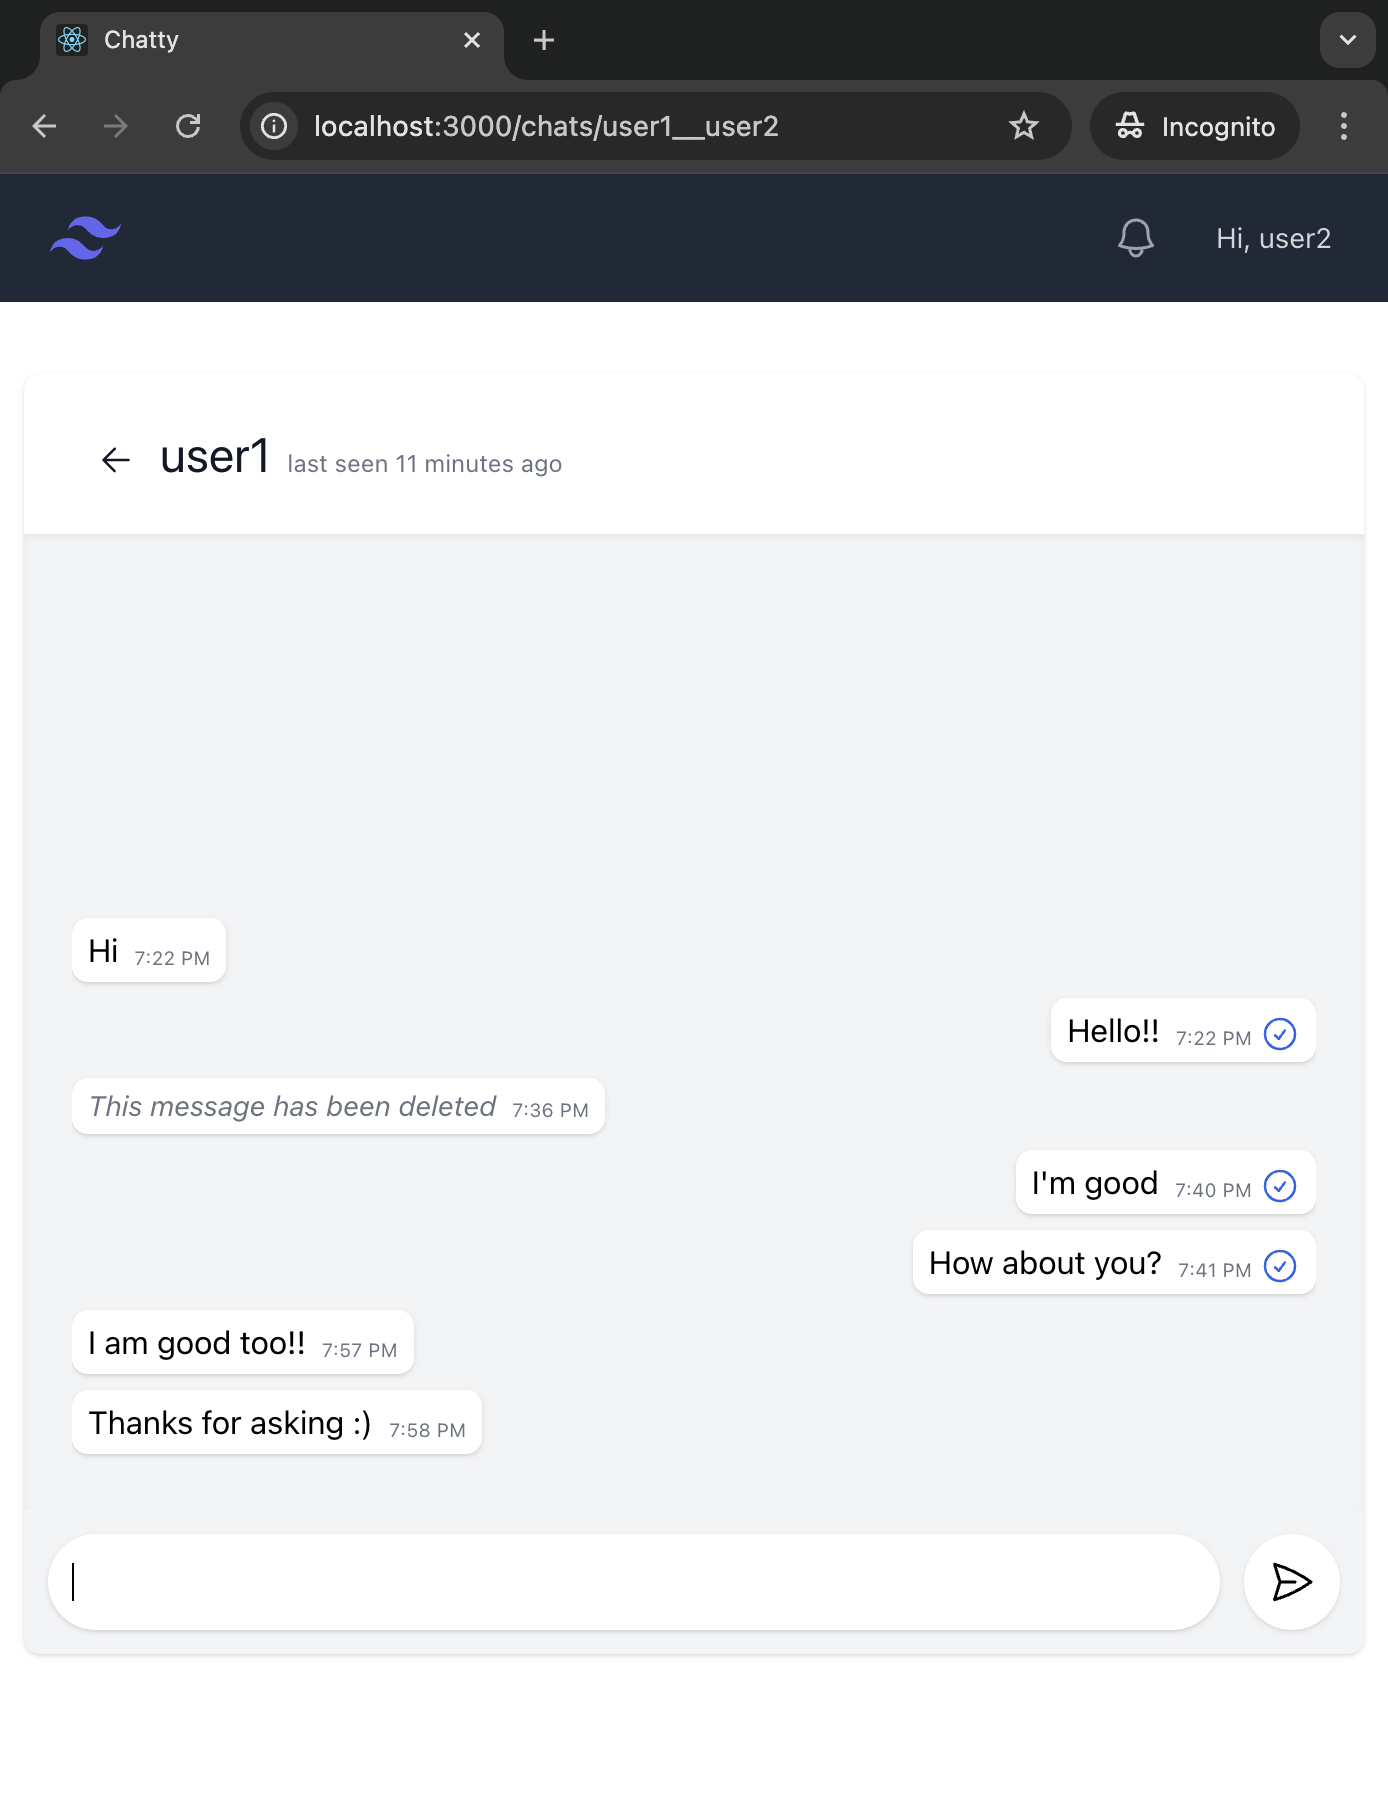 Chatty
localhost:3000/chats/user1__user2
Incognito
Hi, user2
user1 last seen 11 minutes ago
Hi 7:22 PM
Hello!! 7:22 PM
This message has been deleted 7:36 PM
I'm good 7:40 PM
How about you? 7:41 PM
I am good too!! 7:57 PM
Thanks for asking :) 7:58 PM